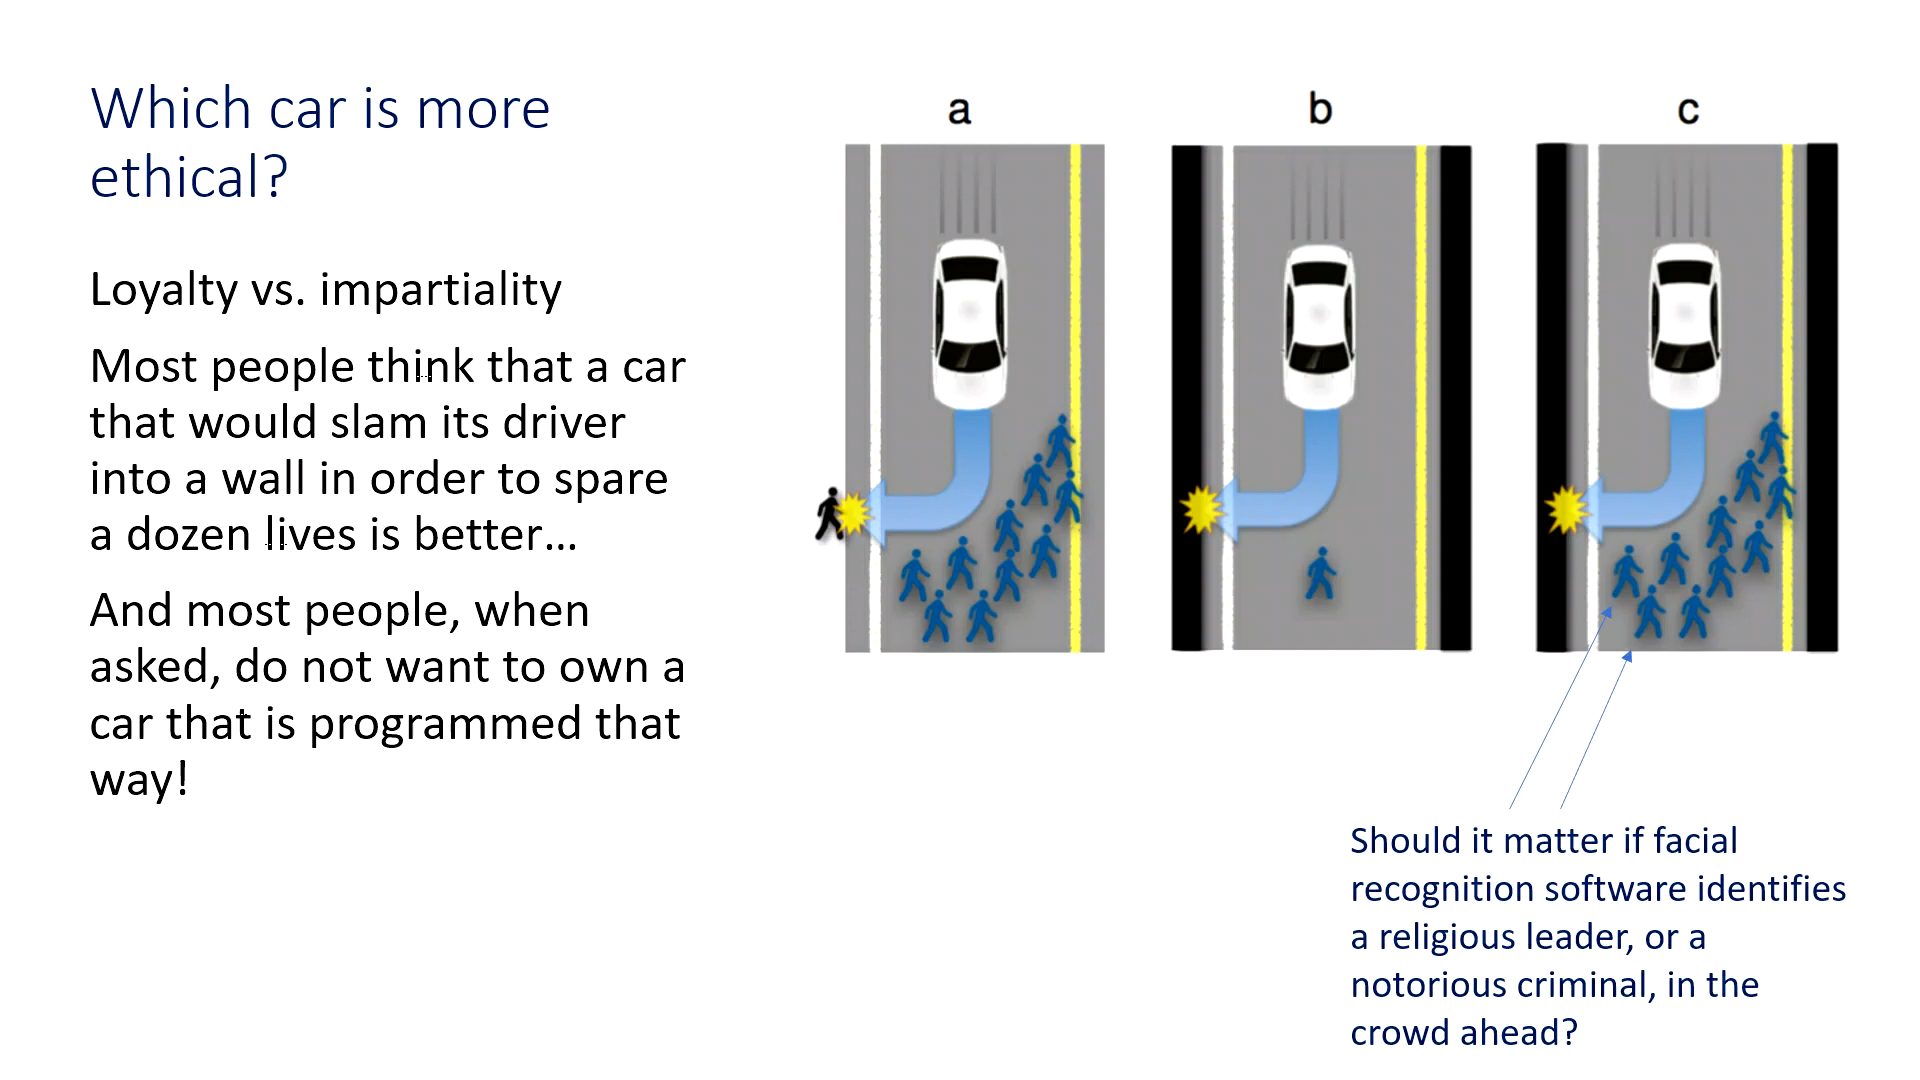 Which car is more
ethical?
Loyalty vs. impartiality
Most people think that a car
that would slam its driver
into a wall in order to spare
a dozen lives is better…
And most people, when
asked, do not want to own a
car that is programmed that
way!
a
b
c
Should it matter if facial
recognition software identifies
a religious leader, or a
notorious criminal, in the
crowd ahead?